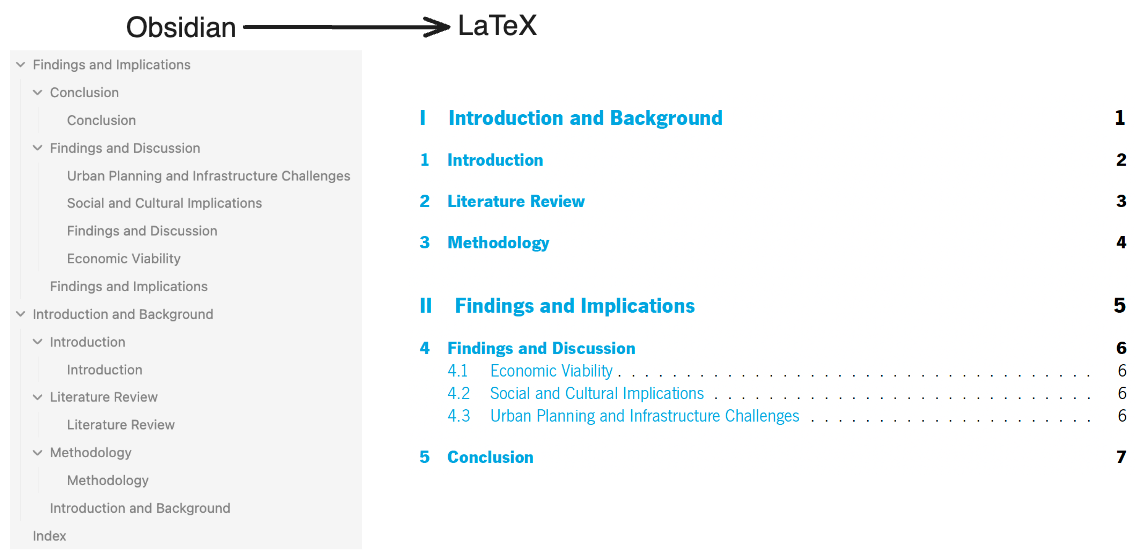 Obsidian LaTeX
Findings and Implications
Conclusion
Conclusion
Findings and Discussion
Urban Planning and Infrastructure Challenges
Social and Cultural Implications
Findings and Discussion
Economic Viability
Findings and Implications
Introduction and Background
Introduction
Introduction
Literature Review
Literature Review
Methodology
Methodology
Introduction and Background
Index
I Introduction and Background 1
1 Introduction 2
2 Literature Review 3
3 Methodology 4
II Findings and Implications 5
4 Findings and Discussion 6
4.1 Economic Viability . . . . . . . . . . . . . . . . . . . . . . . . . . . . . . . . . . . 6
4.2 Social and Cultural Implications . . . . . . . . . . . . . . . . . . . . . . . . . . . . 6
4.3 Urban Planning and Infrastructure Challenges . . . . . . . . . . . . . . . . . . . . . 6
5 Conclusion 7